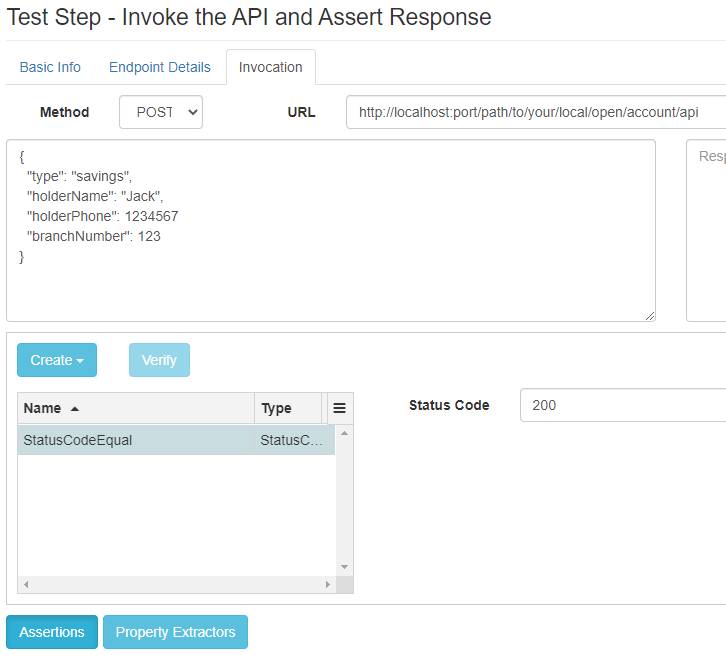 Test Step - Invoke the API and Assert Response
Basic Info Endpoint Details Invocation
Method POST URL http://localhost:port/path/to/your/local/open/account/api
{
"type": "savings",
"holderName": "Jack",
"holderPhone": 1234567
"branchNumber": 123
}
Resp
Create Verify
Name Type
StatusCodeEqual StatusC...
Status Code 200
Assertions Property Extractors